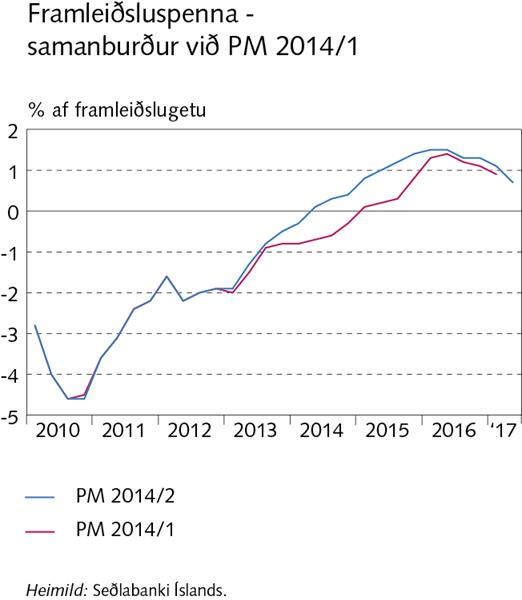 Framleiðsluspenna -
samanburður við PM 2014/1
% af framleiðslugetu
2
1
0
-1
-2
-3
-4
-5
2010 2011 2012 2013 2014 2015 2016 '17
PM 2014/2
PM 2014/1
Heimild: Seðlabanki Íslands.